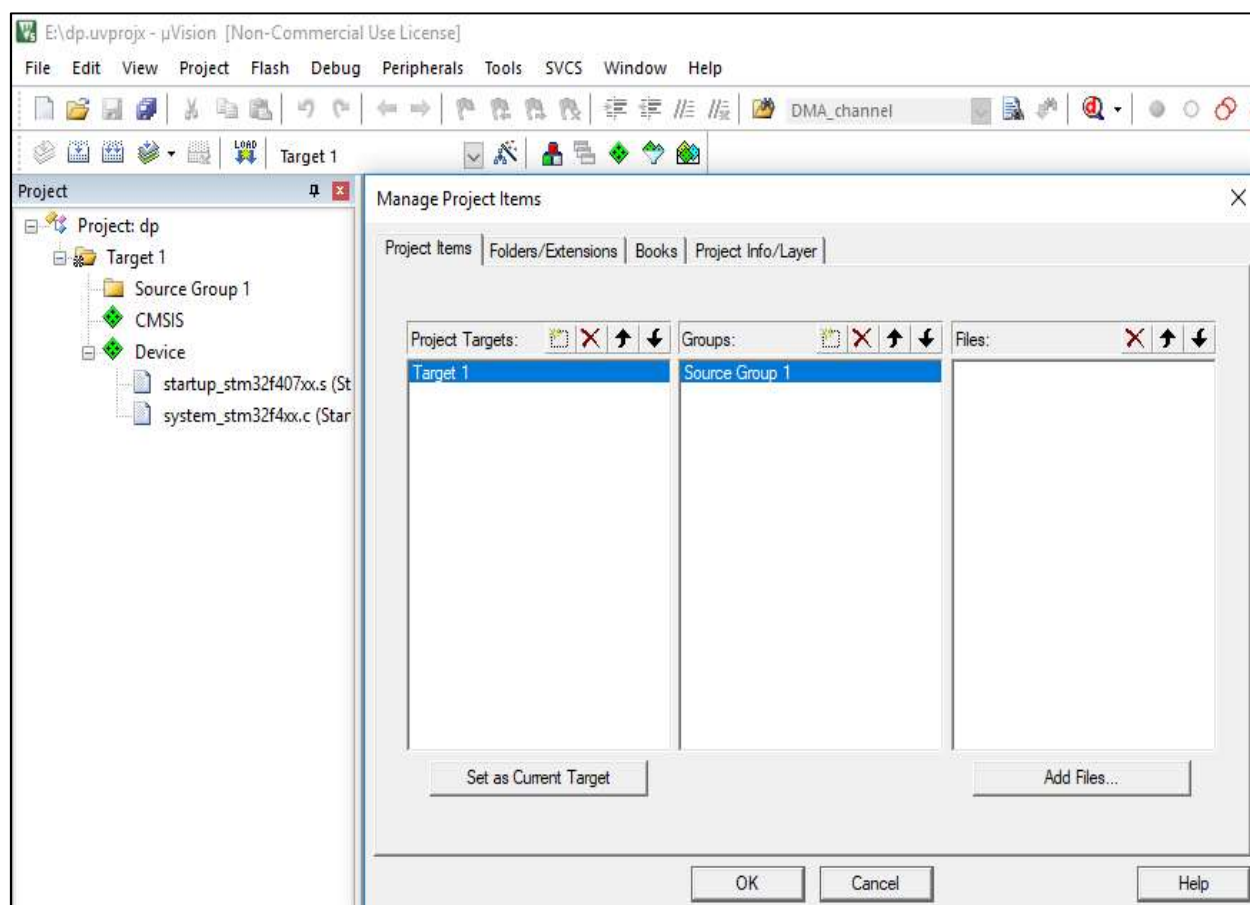 E:\dp.uvprojx - µVision [Non-Commercial Use License]
File Edit View Project Flash Debug Peripherals Tools SVCS Window Help
DMA_channel
LOAD
Target 1
Project
Project: dp
Target 1
Source Group 1
CMSIS
Device
startup_stm32f407xx.s (St
system_stm32f4xx.c (Star
Manage Project Items
Project Items Folders/Extensions Books Project Info/Layer
Project Targets: Groups: Files:
Target 1 Source Group 1
Set as Current Target Add Files...
OK Cancel Help